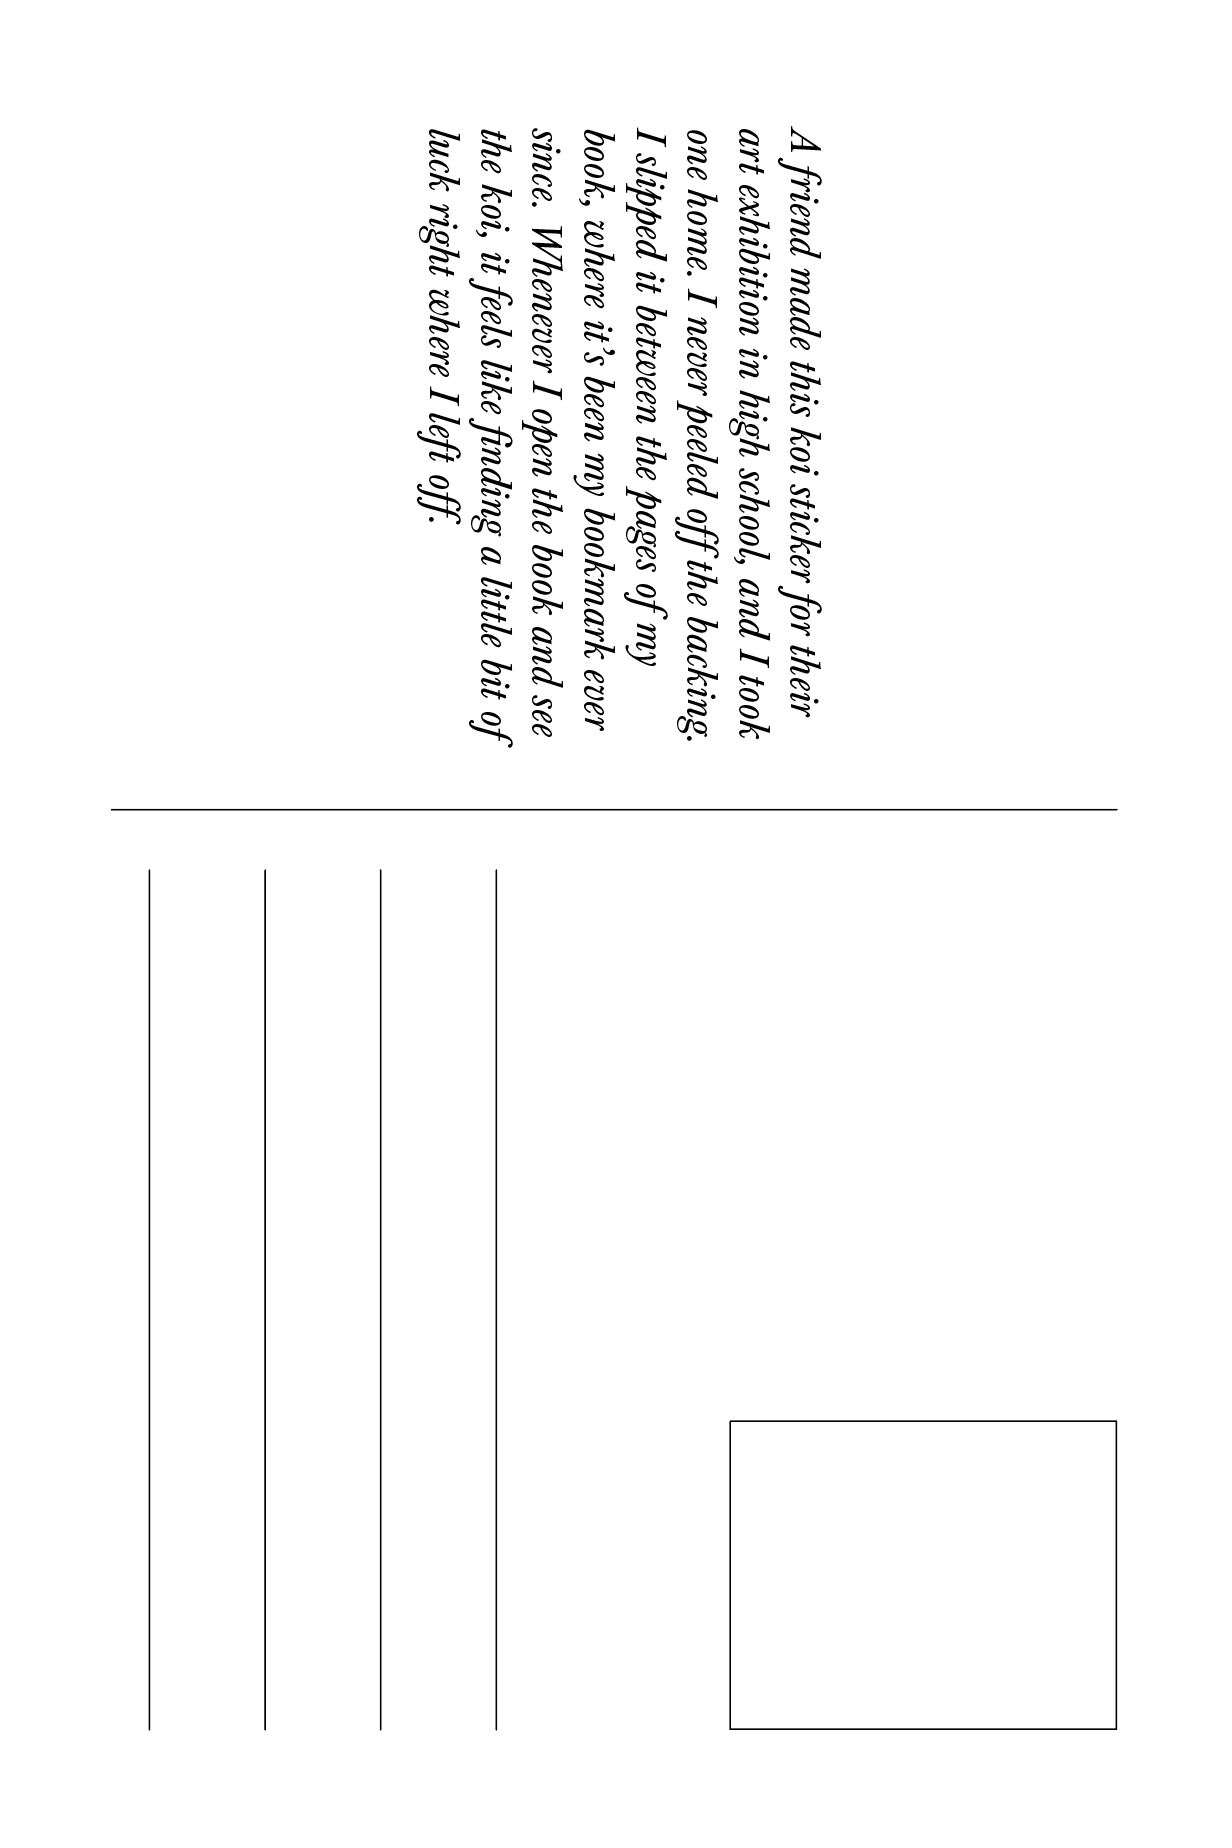 A friend made this koi sticker for their
art exhibition in high school, and I took
one home. I never peeled off the backing.
I slipped it between the pages of my
book, where it’s been my bookmark ever
since. Whenever I open the book and see
the koi, it feels like finding a little bit of
luck right where I left off.